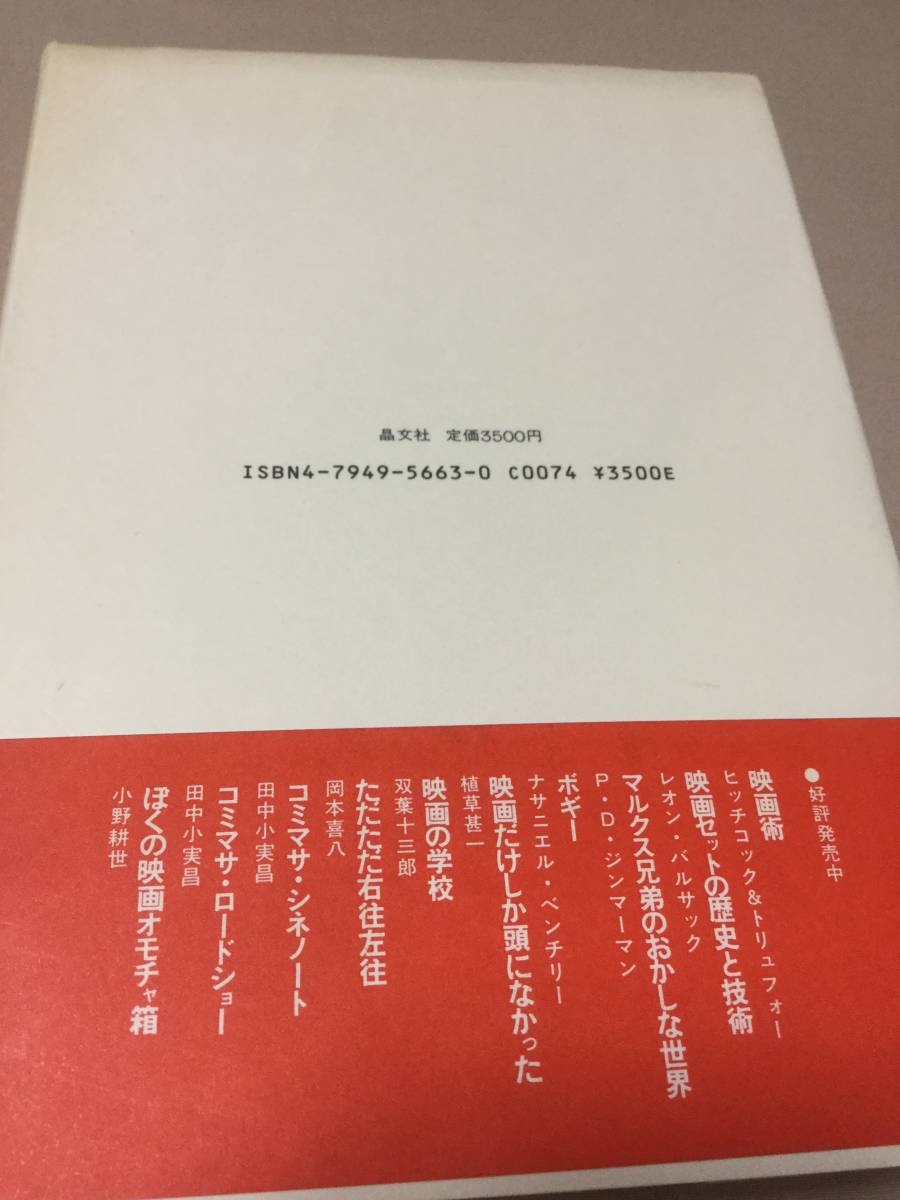 晶文社 定価3500円
ISBN4-7949-5663-0 C0074 ¥3500E
●好評発売中
映画術
ヒッチコック&トリュフォー
映画セットの歴史と技術
レオン・バルサック
マルクス兄弟のおかしな世界
P・D・ジンマーマン
ボギー
ナサニエル・ベンチリー
映画だけしか頭になかった
植草甚一
映画の学校
双葉十三郎
ただただ右往左往
岡本喜八
コミマサ・シネノート
田中小実昌
コミマサ・ロードショー
田中小実昌
ぼくの映画オモチャ箱
小野耕世